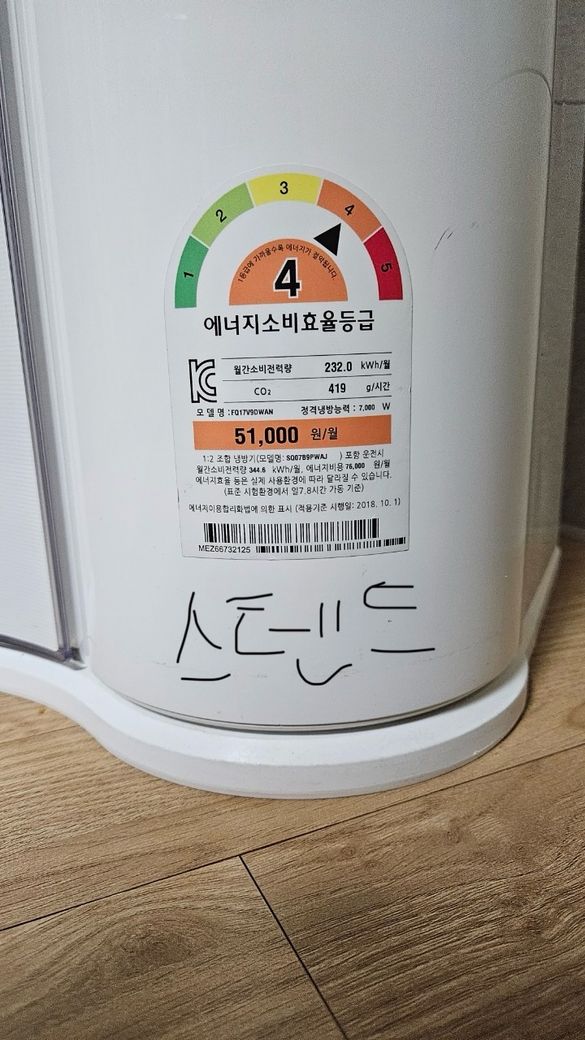 1 2 3 4 5
1등급에 가까울수록 에너지가 절약됩니다.
4
에너지소비효율등급
월간소비전력량 232.0 kWh/월
CO₂ 419 g/시간
모델명 : FQ17V9DWAN 정격냉방능력 : 7,000 W
51,000 원/월
1:2 조합 냉방기(모델명: SQ07B9PWAJ ) 포함 운전시
월간소비전력량 344.6 kWh/월, 에너지비용 76,000 원/월
에너지효율 등은 실제 사용환경에 따라 달라질 수 있습니다.
(표준 시험환경에서 일7.8시간 가동 기준)
에너지이용합리화법에 의한 표시 (적용기준 시행일: 2018. 10. 1)
MEZ66732125
스탠드